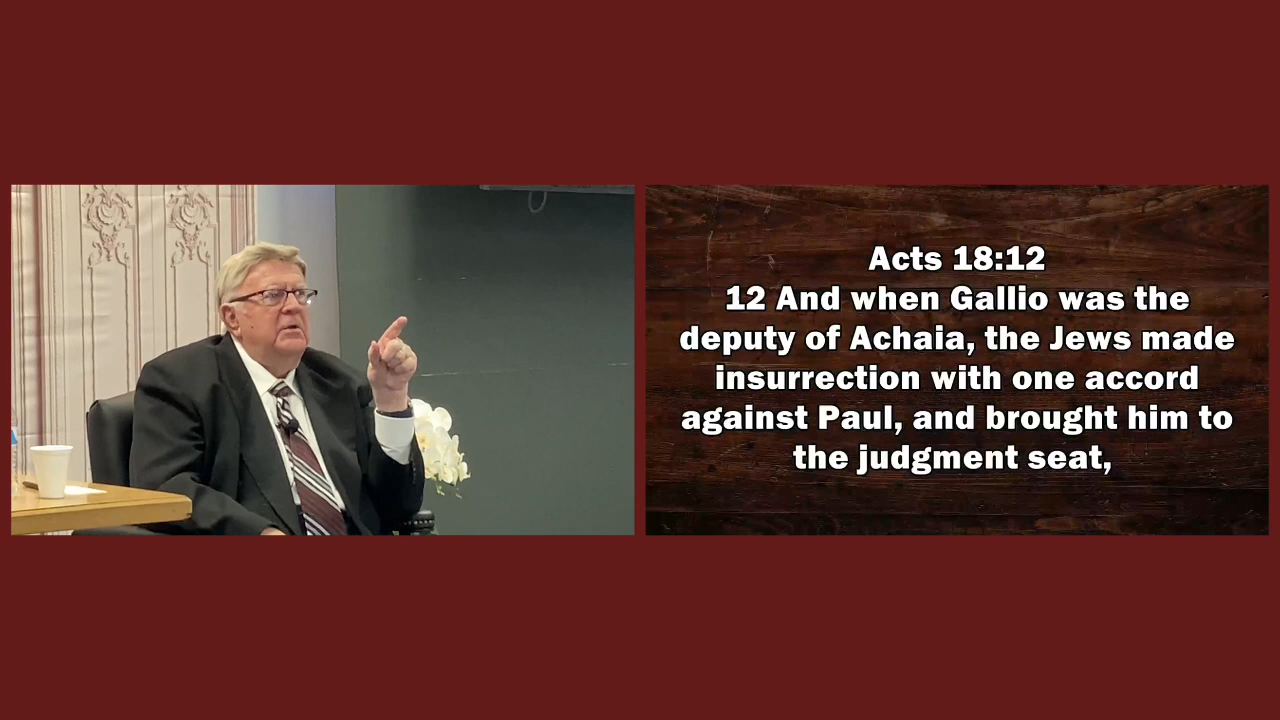 Acts 18:12
12 And when Gallio was the
deputy of Achaia, the Jews made
insurrection with one accord
against Paul, and brought him to
the judgment seat,